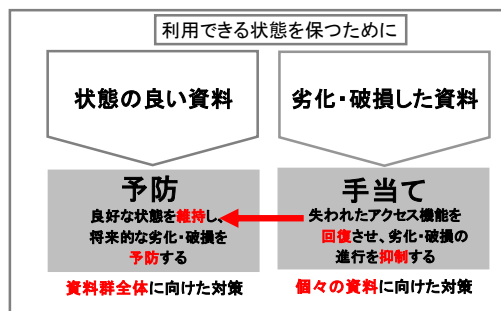 利用できる状態を保つために
状態の良い資料
劣化・破損した資料
予防
良好な状態を維持し、
将来的な劣化・破損を
予防する
手当て
失われたアクセス機能を
回復させ、劣化・破損の
進行を抑制する
資料群全体に向けた対策
個々の資料に向けた対策